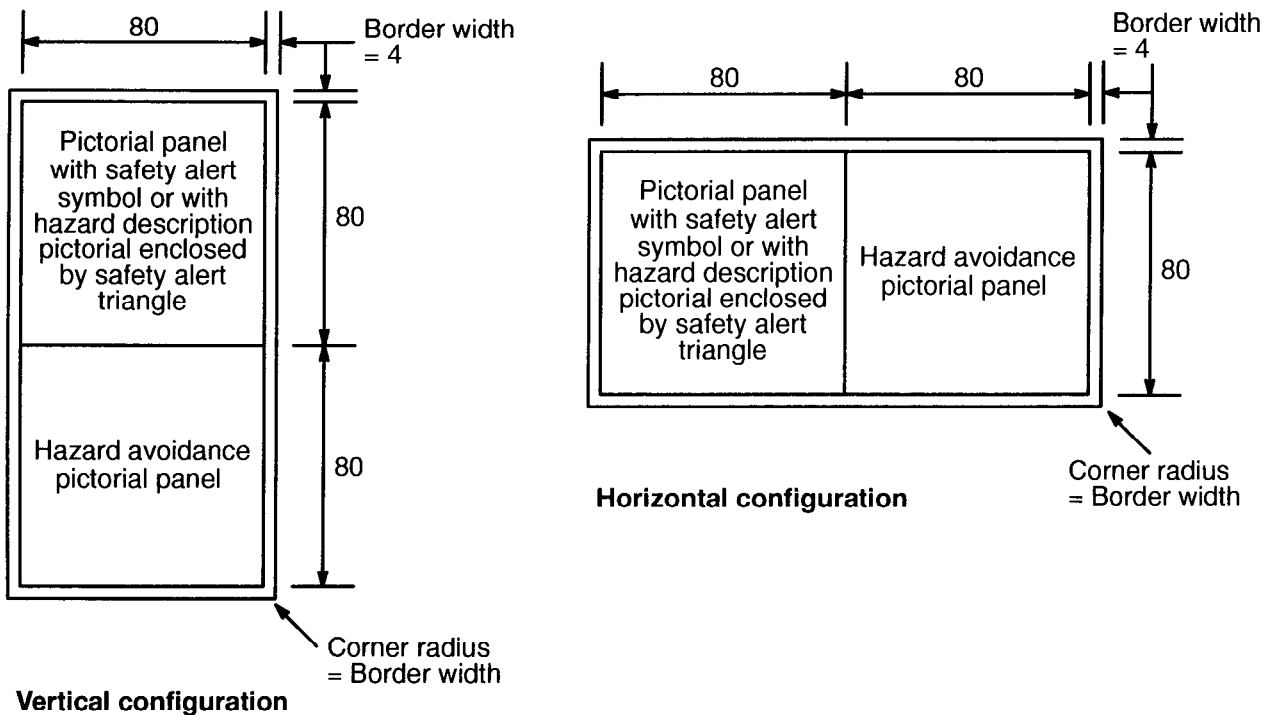 80
Border width
= 4
Pictorial panel
with safety alert
symbol or with
hazard description
pictorial enclosed
by safety alert
triangle
80
Hazard avoidance
pictorial panel
80
Corner radius
= Border width
Vertical configuration
Border width
= 4
80
80
Pictorial panel
with safety alert
symbol or with
hazard description
pictorial enclosed
by safety alert
triangle
Hazard avoidance
pictorial panel
80
Corner radius
= Border width
Horizontal configuration